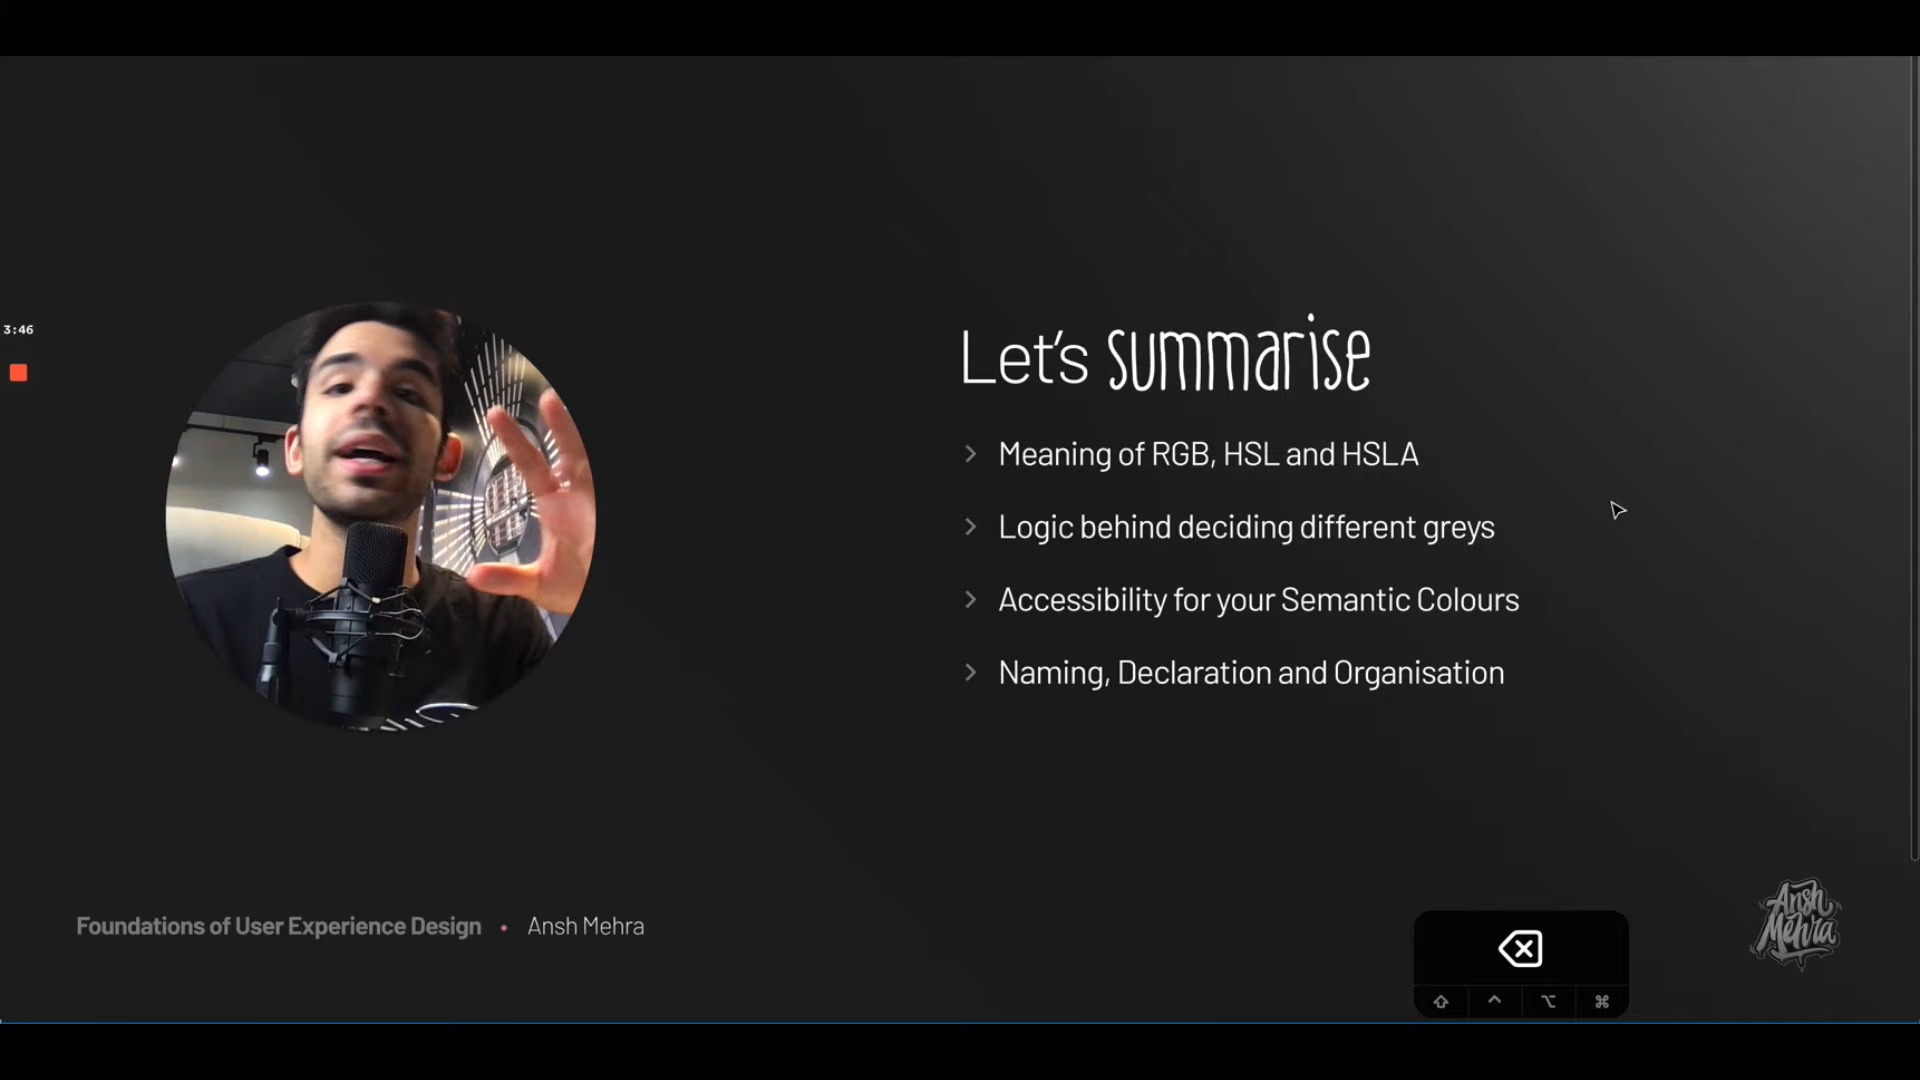 3:46
Let's summarise
Meaning of RGB, HSL and HSLA
Logic behind deciding different greys
Accessibility for your Semantic Colours
Naming, Declaration and Organisation
Foundations of User Experience Design • Ansh Mehra
Ansh
Mehra